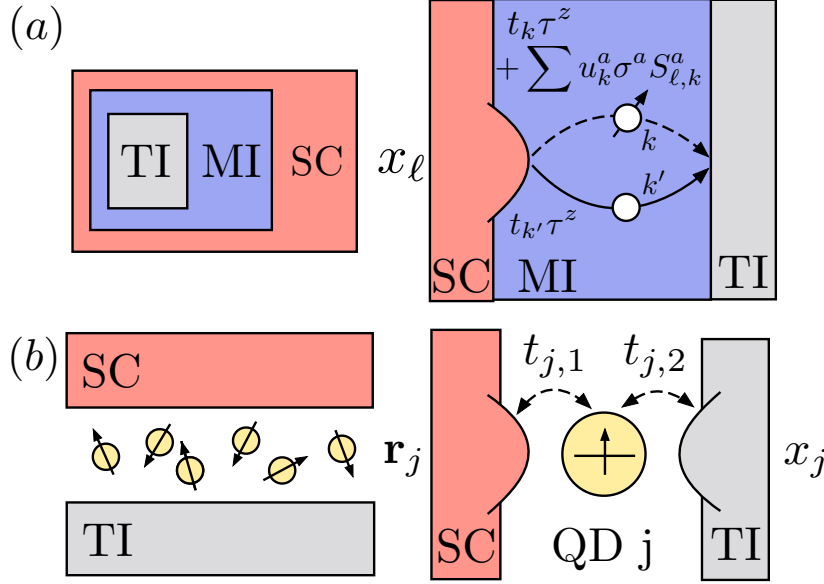 (a)
TI MI SC
x_ℓ
t_k τ^z
+ ∑ u_k^a σ^a S_{ℓ,k}^a
k
k′
t_{k′} τ^z
SC MI TI
(b)
SC
TI
r_j
t_{j,1} t_{j,2}
x_j
SC QD j TI